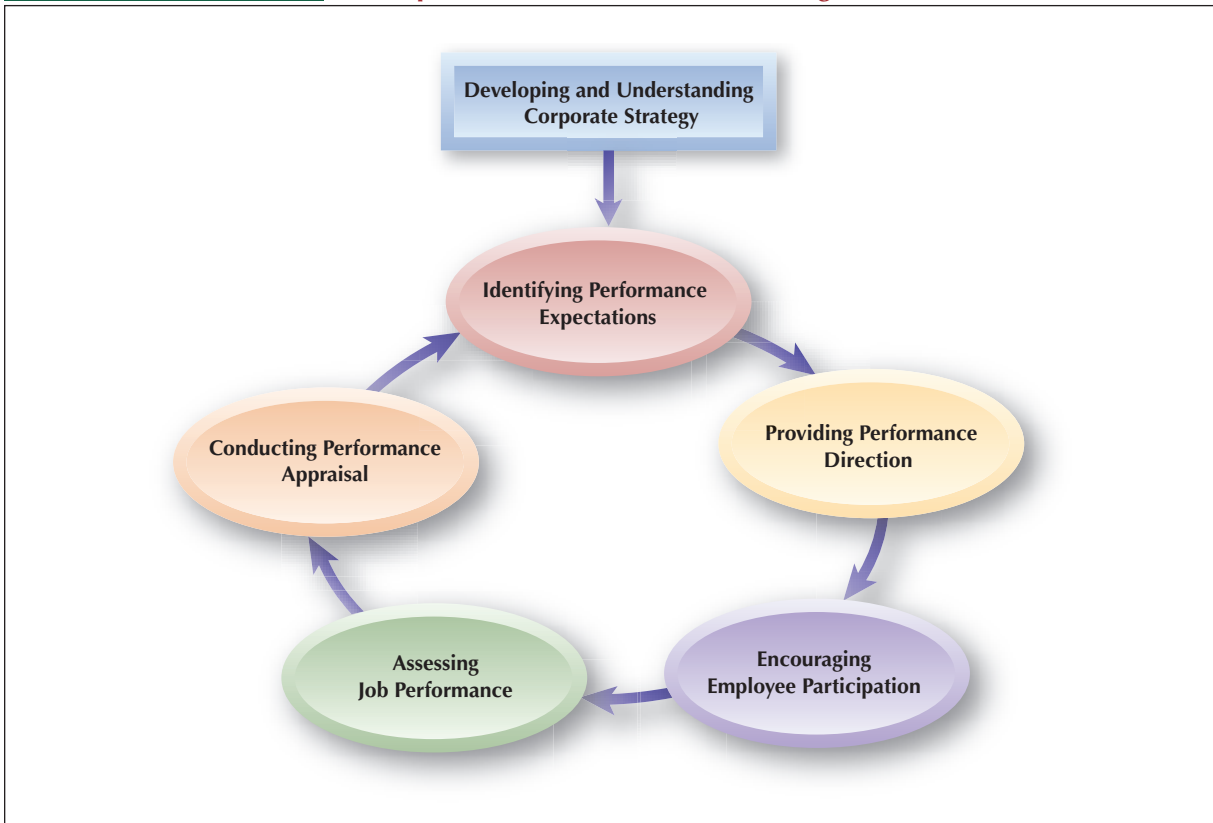 Developing and Understanding
Corporate Strategy
Identifying Performance
Expectations
Providing Performance
Direction
Encouraging
Employee Participation
Assessing
Job Performance
Conducting Performance
Appraisal